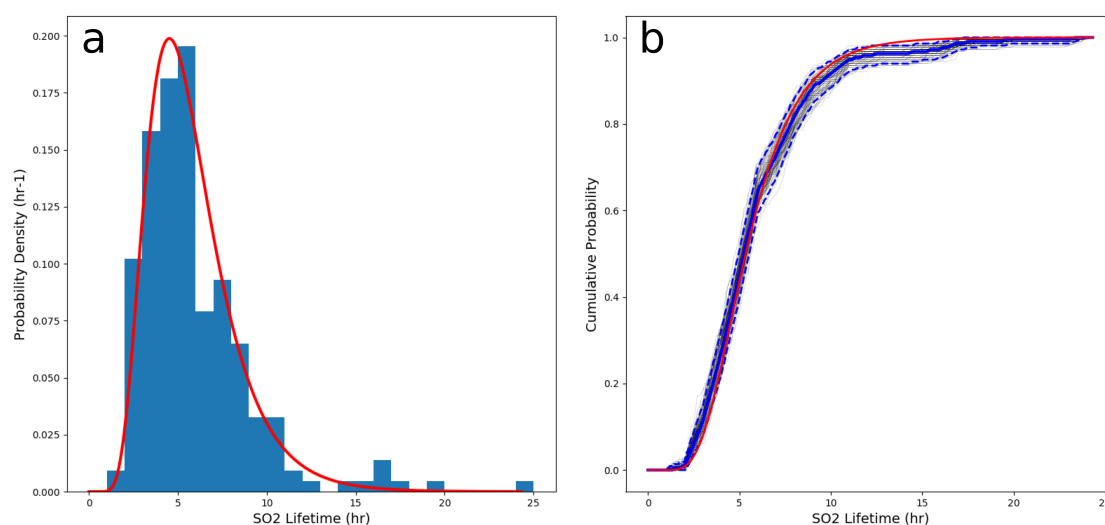 a
Probability Density (hr-1)
0.200
0.175
0.150
0.125
0.100
0.075
0.050
0.025
0.000
0 5 10 15 20 25
SO2 Lifetime (hr)
b
Cumulative Probability
1.0
0.8
0.6
0.4
0.2
0.0
0 5 10 15 20
SO2 Lifetime (hr)